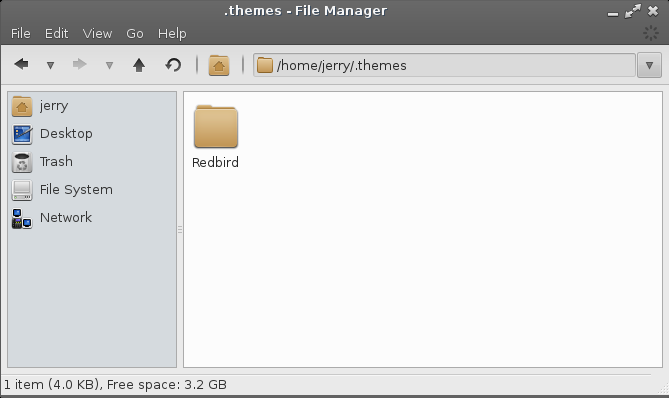 .themes - File Manager
File Edit View Go Help
/home/jerry/.themes
jerry
Desktop
Trash
File System
Network
Redbird
1 item (4.0 KB), Free space: 3.2 GB